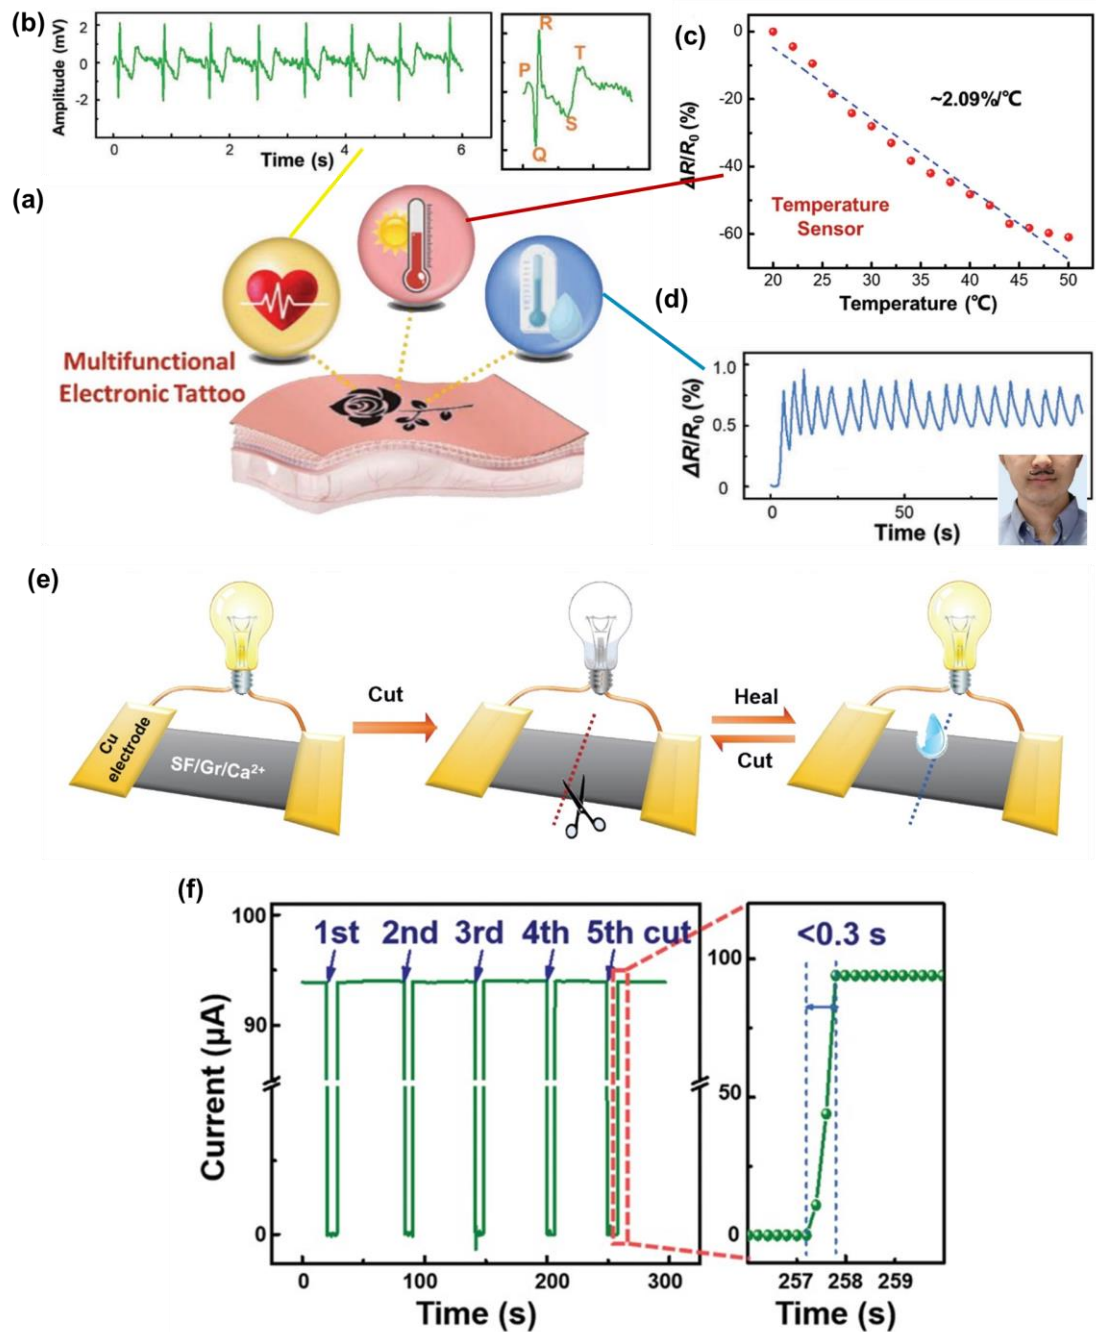 (b)
Amplitude (mV)
2
0
-2
0
2
4
6
Time (s)
R
P
T
S
Q
(c)
ΔR/R₀ (%)
0
-20
-40
-60
~2.09%/℃
Temperature
Sensor
20
25
30
35
40
45
50
Temperature (℃)
(a)
Multifunctional
Electronic Tattoo
(d)
ΔR/R₀ (%)
1.0
0.5
0
0
50
Time (s)
(e)
Cu
electrode
SF/Gr/Ca²⁺
Cut
Heal
Cut
(f)
Current (µA)
100
90
0
1st 2nd 3rd 4th 5th cut
0
100
200
300
Time (s)
<0.3 s
100
50
0
257
258
259
Time (s)